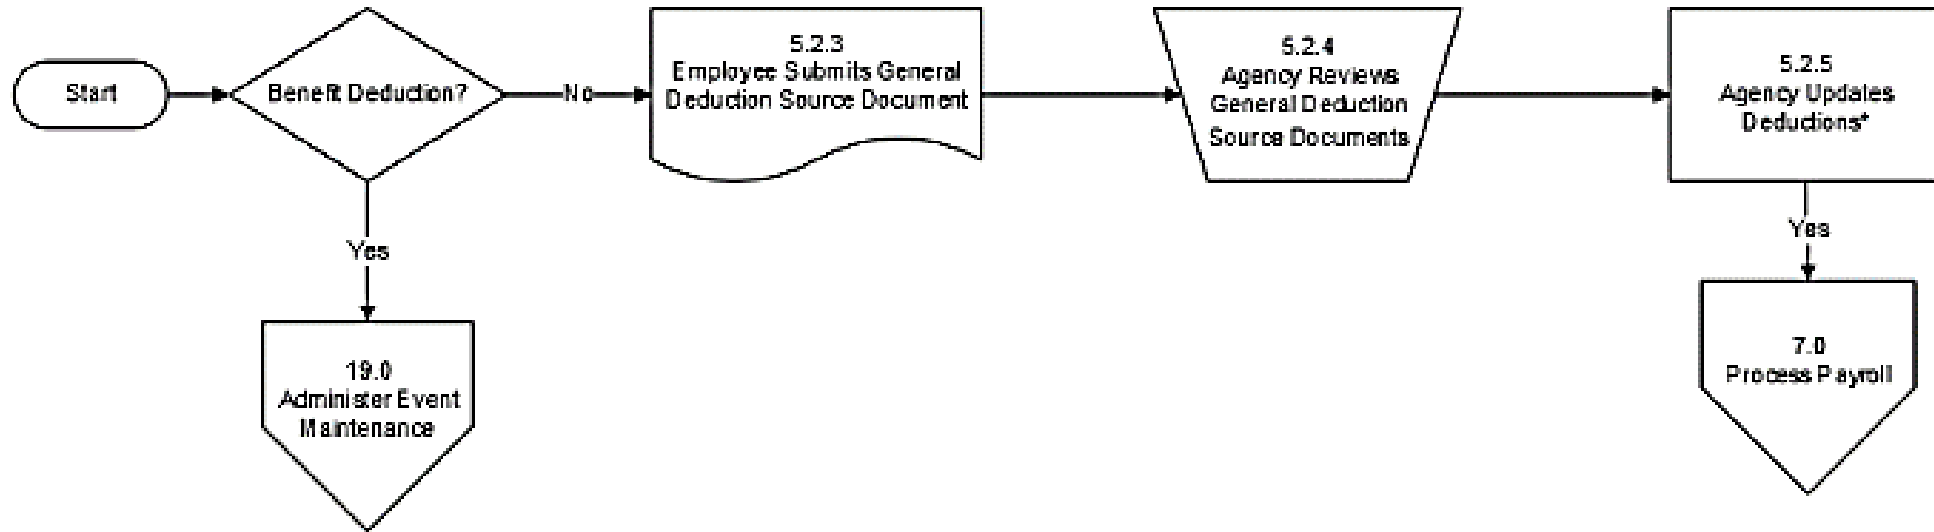 Start
Benefit Deduction?
No
5.2.3
Employee Submits General
Deduction Source Document
5.2.4
Agency Reviews
General Deduction
Source Documents
5.2.5
Agency Updates
Deductions*
Yes
19.0
Administer Event
Maintenance
Yes
7.0
Process Payroll